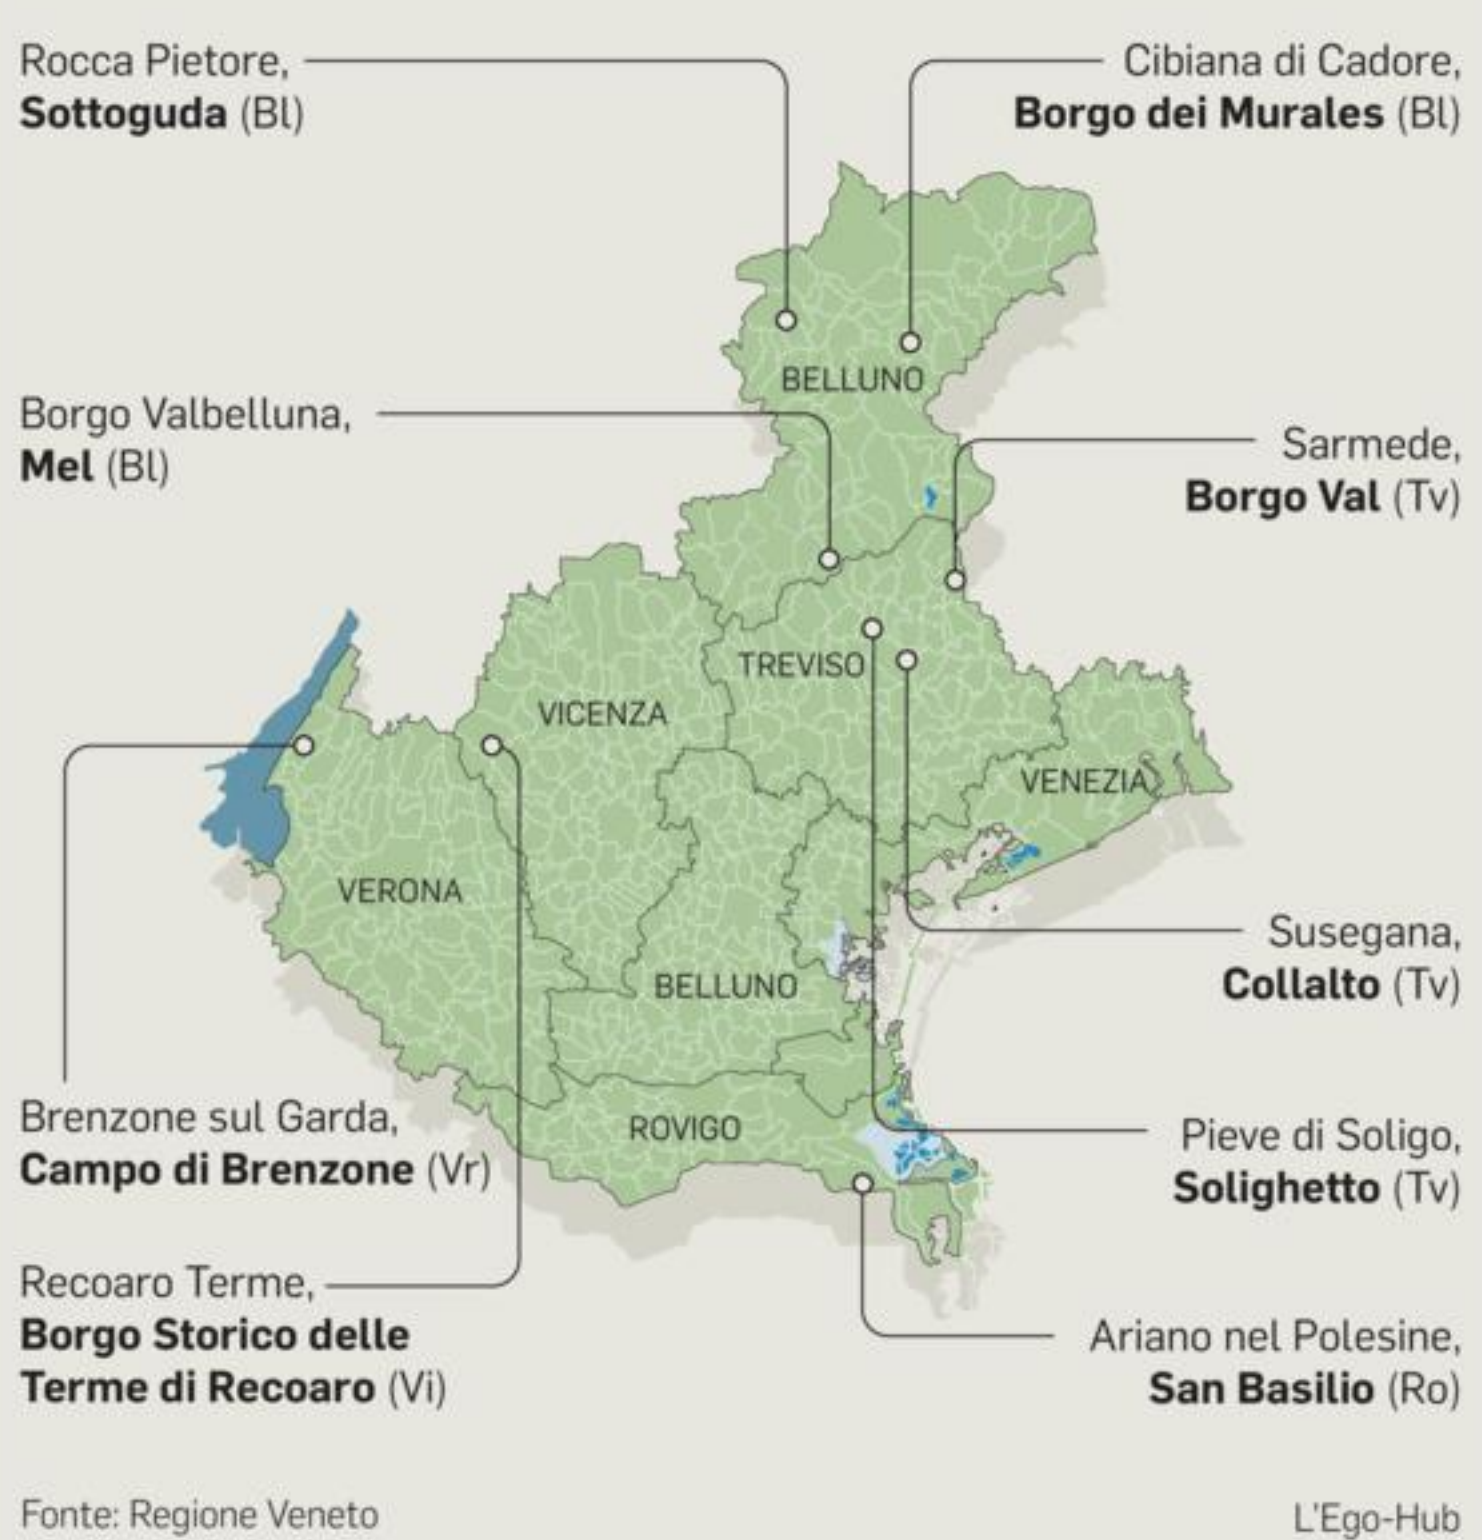 Rocca Pietore,
Sottoguda (Bl)
Cibiana di Cadore,
Borgo dei Murales (Bl)
BELLUNO
Borgo Valbelluna,
Mel (Bl)
Sarmede,
Borgo Val (Tv)
TREVISO
VICENZA
VENEZIA
VERONA
Susegana,
Collalto (Tv)
BELLUNO
Brenzone sul Garda,
Campo di Brenzone (Vr)
ROVIGO
Pieve di Soligo,
Solighetto (Tv)
Recoaro Terme,
Borgo Storico delle
Terme di Recoaro (Vi)
Ariano nel Polesine,
San Basilio (Ro)
Fonte: Regione Veneto
L'Ego-Hub